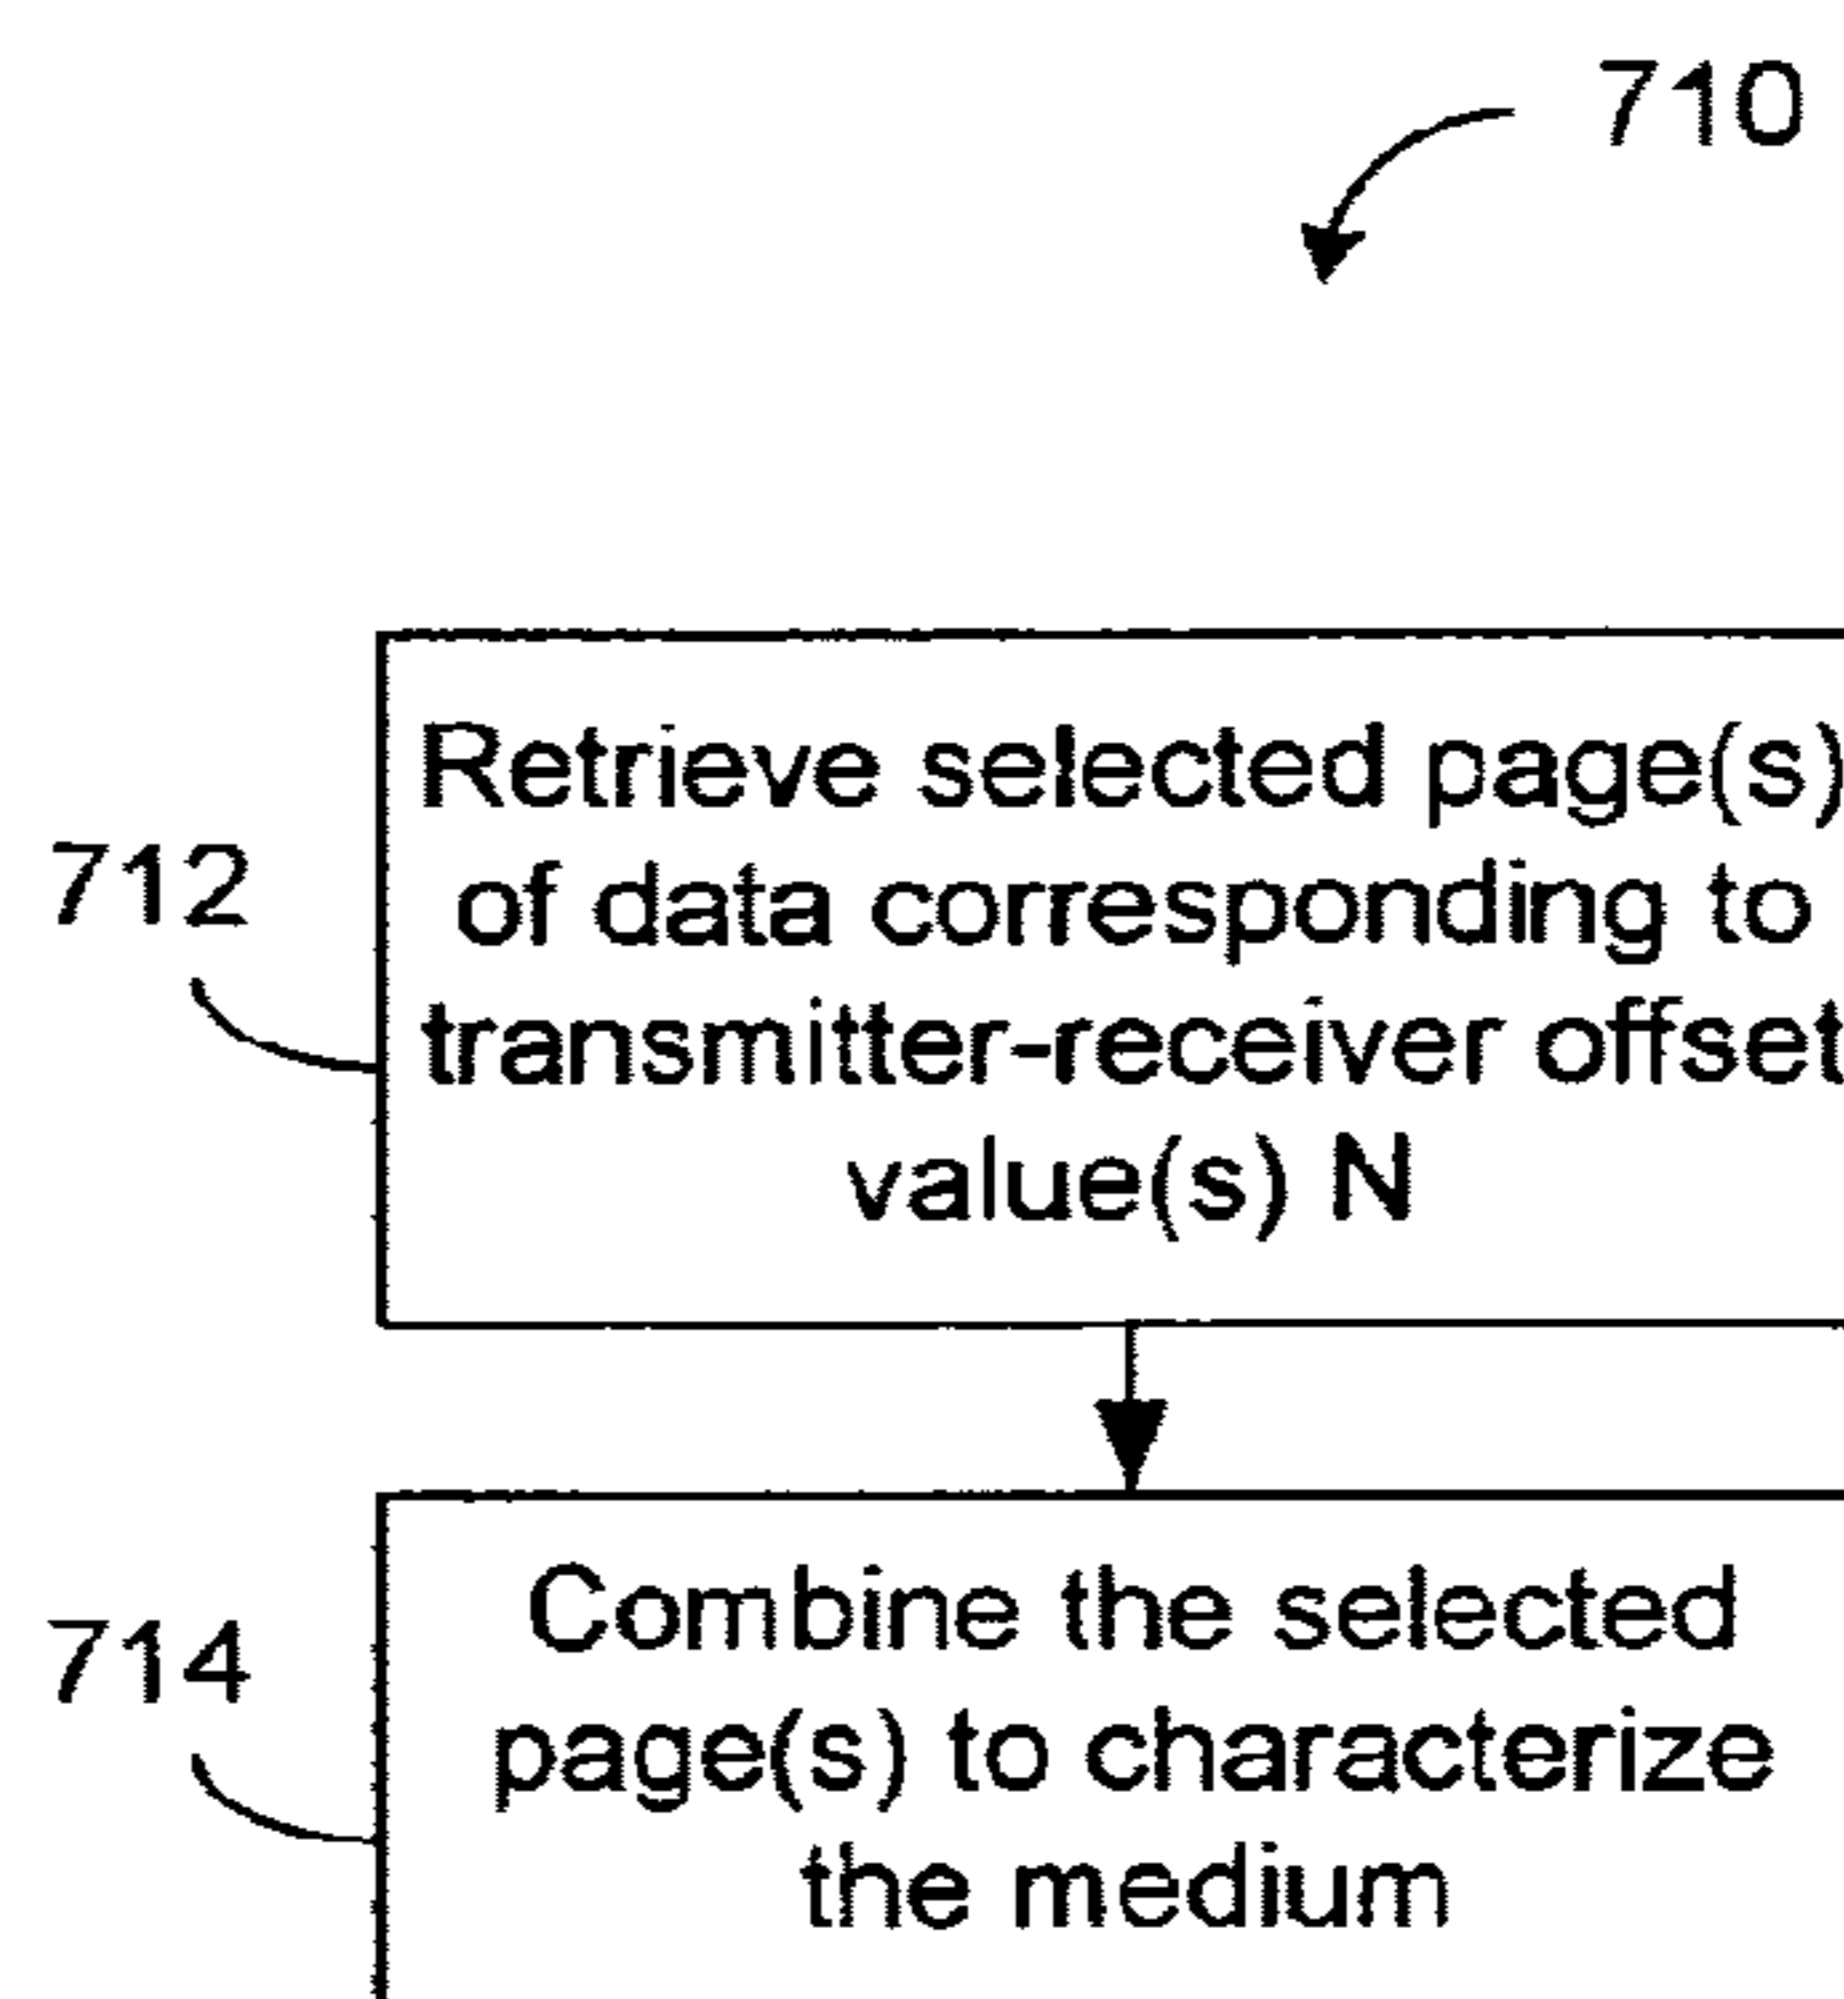 710
Retrieve selected page(s)
of data corresponding to
712
transmitter-receiver offset
value(s) N
Combine the selected
714
page(s) to characterize
the medium